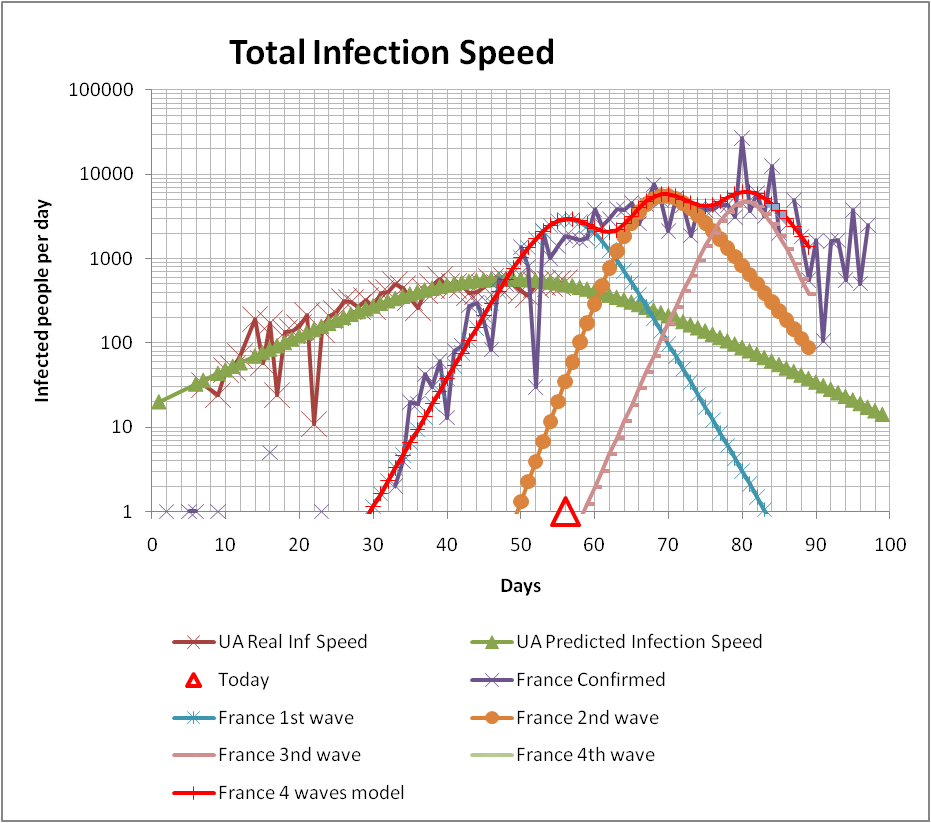 Total Infection Speed
Infected people per day
100000
10000
1000
100
10
1
0 10 20 30 40 50 60 70 80 90 100
Days
UA Real Inf Speed UA Predicted Infection Speed
Today France Confirmed
France 1st wave France 2nd wave
France 3nd wave France 4th wave
France 4 waves model